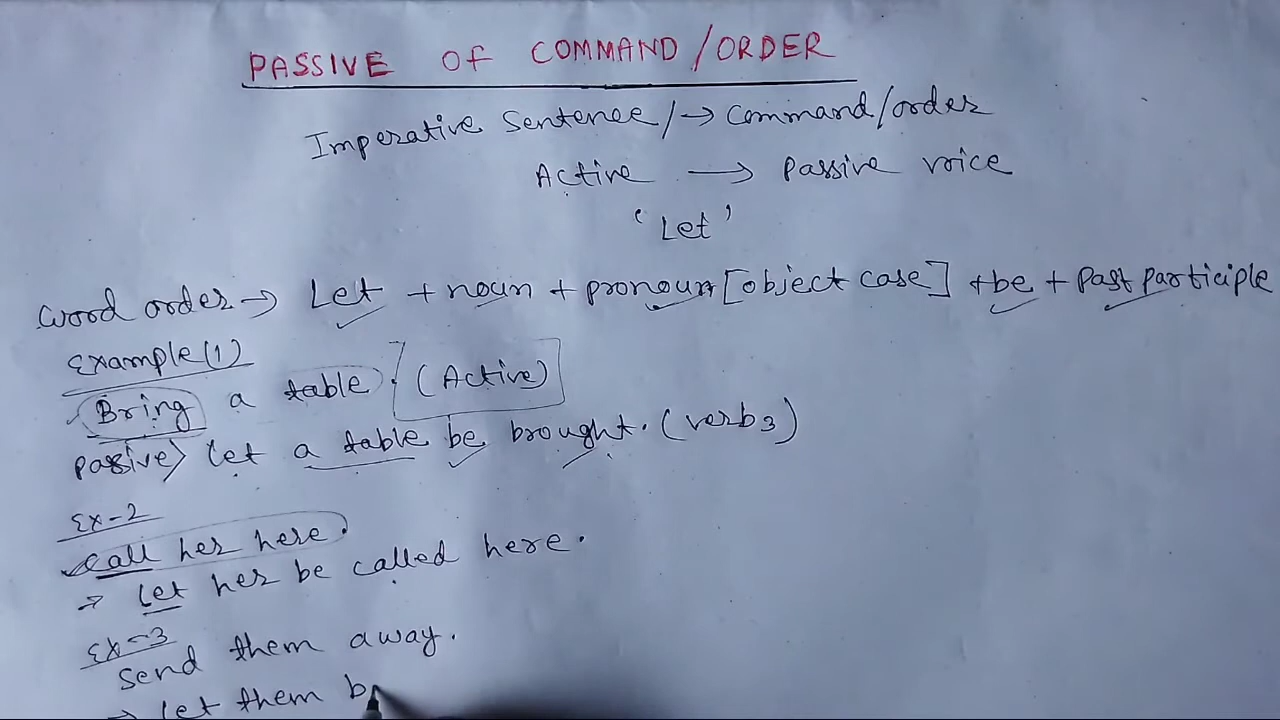 PASSIVE OF COMMAND/ORDER
Imperative Sentence/→ Command/order
Active → Passive voice
'Let'
Word order → Let + noun + pronoun [object case] + be + Past participle
Example(1)
Bring a table. (Active)
passive) Let a table be brought. (verb3)
Ex-2
Call her here.
→ Let her be called here.
Ex-3
Send them away.
→ Let them b